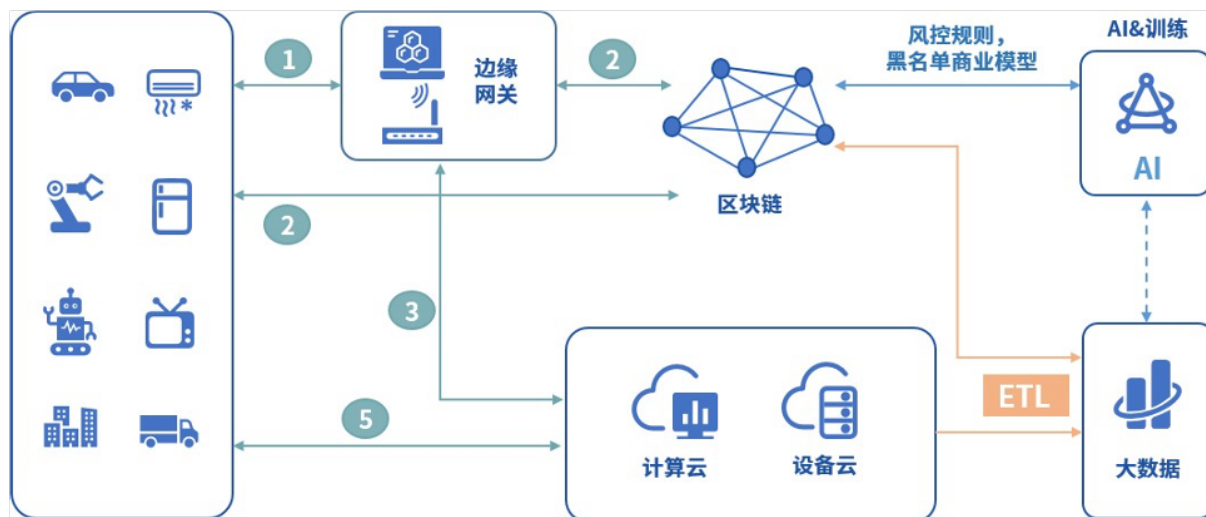 AI&训练
风控规则，
黑名单商业模型
1
边缘
网关
2
AI
区块链
2
3
ETL
5
计算云
设备云
大数据